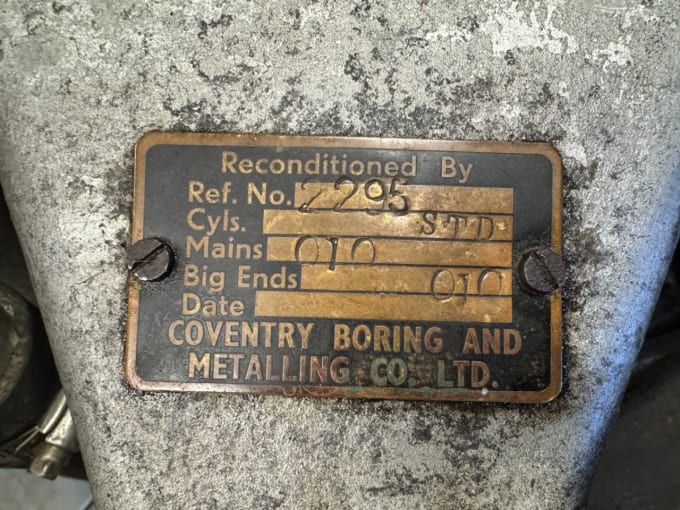 Reconditioned By
Ref. No. 2295
Cyls. STD
Mains 010
Big Ends 010
Date
COVENTRY BORING AND
METALLING CO. LTD.